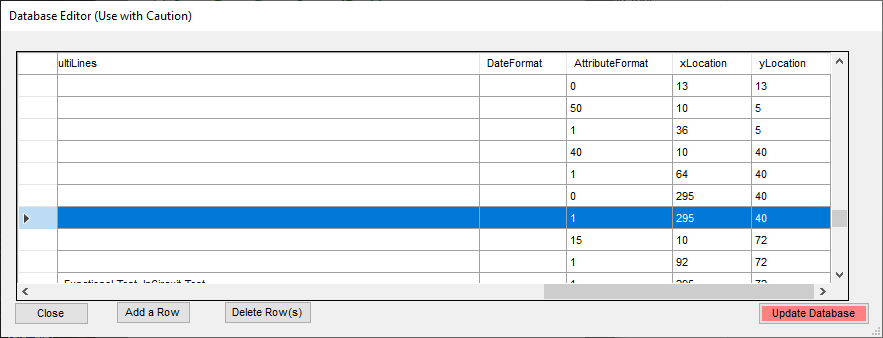 Database Editor (Use with Caution)
ultiLines DateFormat AttributeFormat xLocation yLocation
0 13 13
50 10 5
1 36 5
40 10 40
1 64 40
0 295 40
1 295 40
15 10 72
1 92 72
Functional Test, InCircuit Test 1 295 72
Close Add a Row Delete Row(s) Update Database